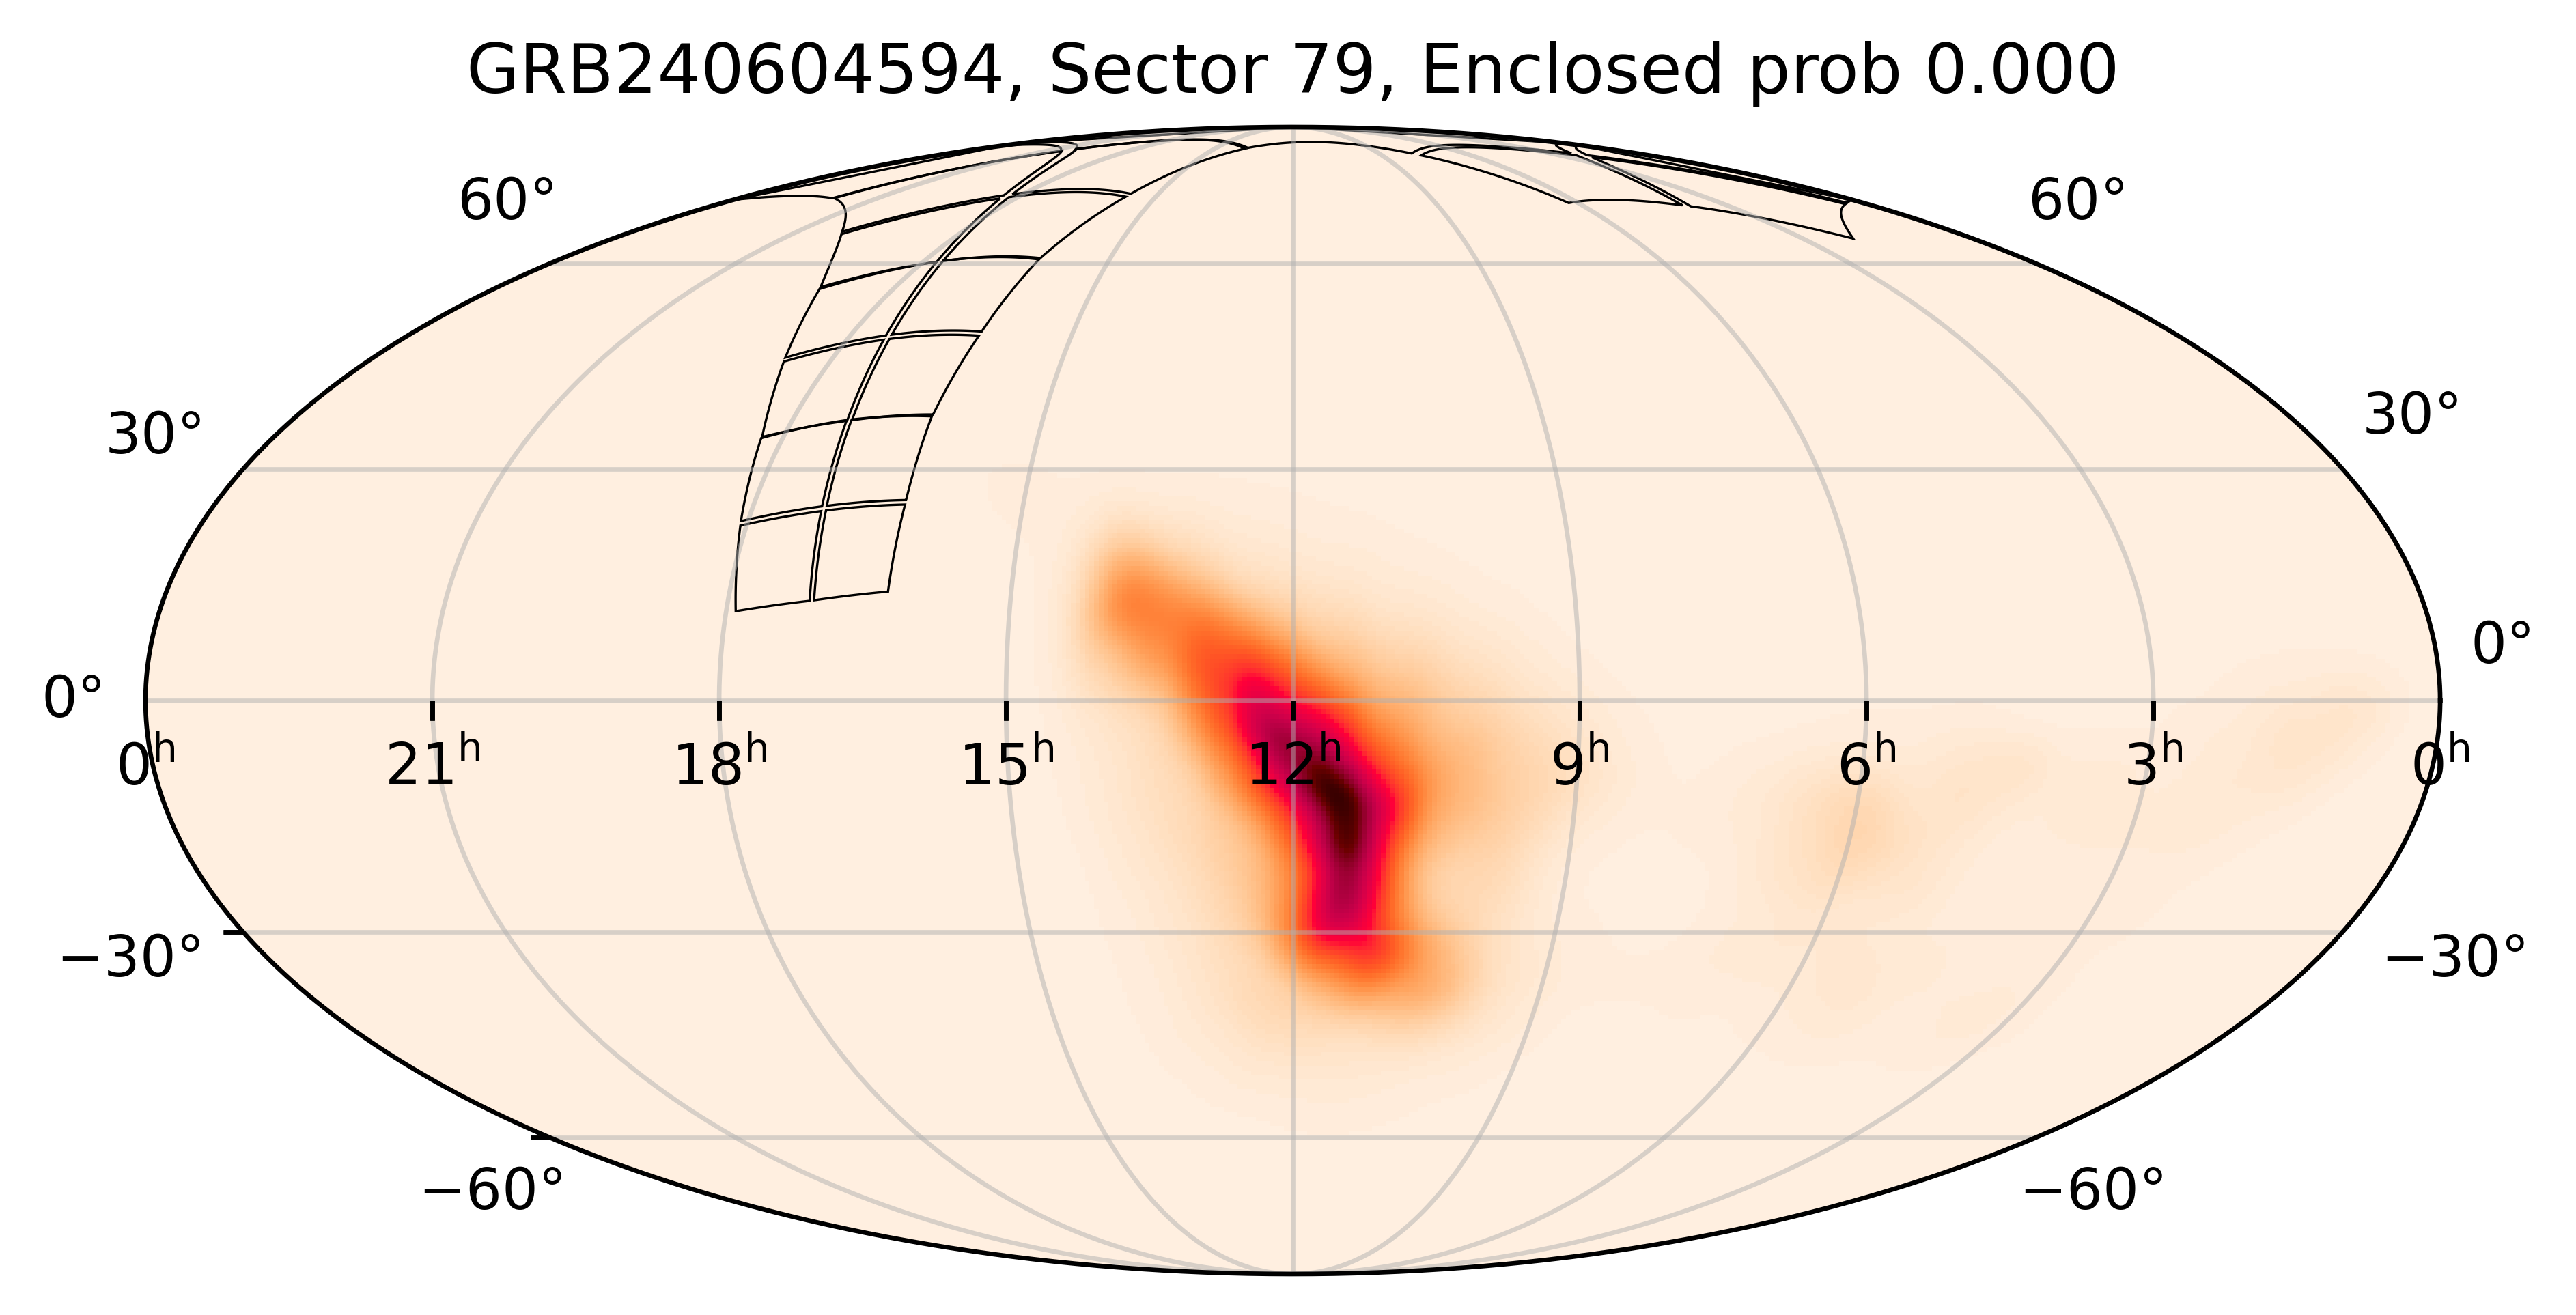 GRB240604594, Sector 79, Enclosed prob 0.000
60° 60°
30° 30°
0° 0°
0h 21h 18h 15h 12h 9h 6h 3h 0h
−30° −30°
−60° −60°